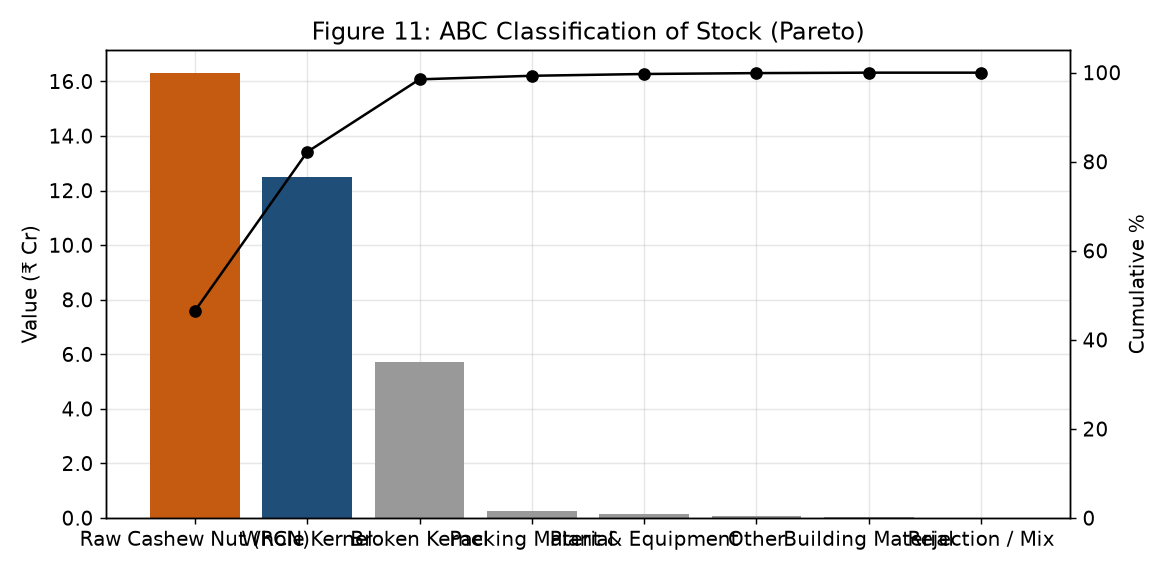 Figure 11: ABC Classification of Stock (Pareto)
Value (₹ Cr)
16.0
14.0
12.0
10.0
8.0
6.0
4.0
2.0
0.0
100
80
60
40
20
0
Cumulative %
Raw Cashew Nut (RCN)
Whole Kernel
Broken Kernel
Packing Material
Plant & Equipment
Other
Building Material
Rejection / Mix